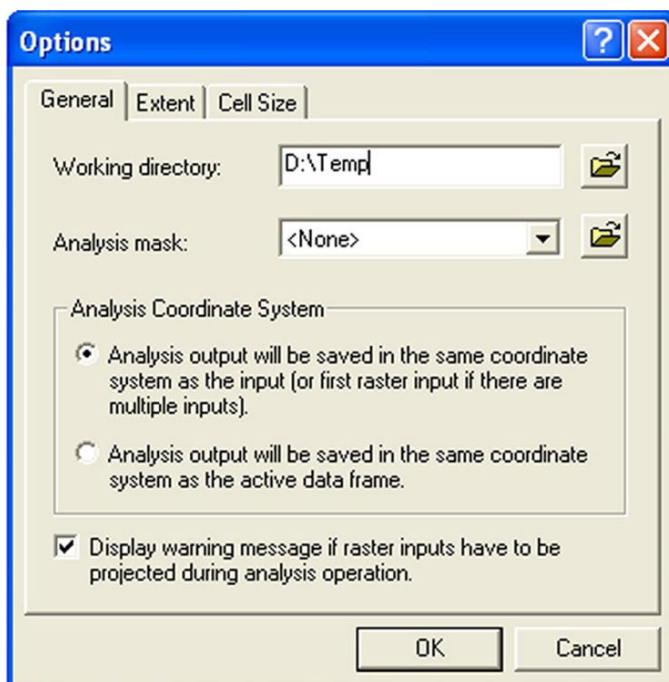 Options
General Extent Cell Size
Working directory: D:\Temp
Analysis mask: <None>
Analysis Coordinate System
Analysis output will be saved in the same coordinate
system as the input (or first raster input if there are
multiple inputs).
Analysis output will be saved in the same coordinate
system as the active data frame.
Display warning message if raster inputs have to be
projected during analysis operation.
OK Cancel